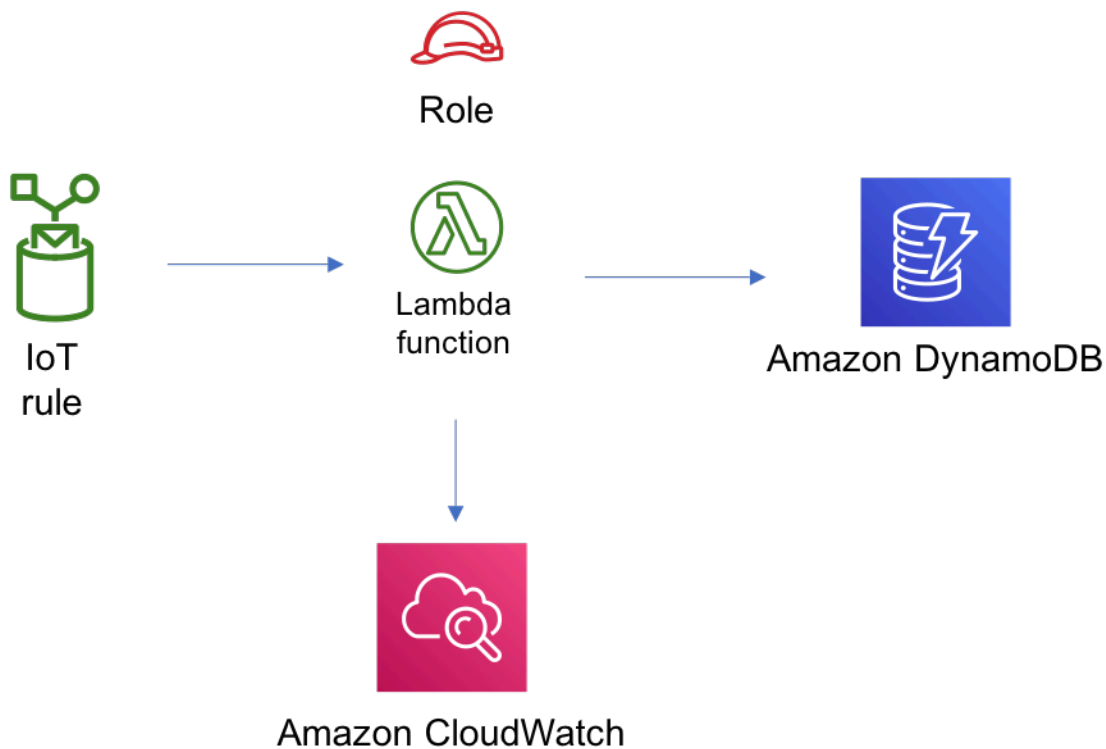 Role
IoT
rule
Lambda
function
Amazon DynamoDB
Amazon CloudWatch